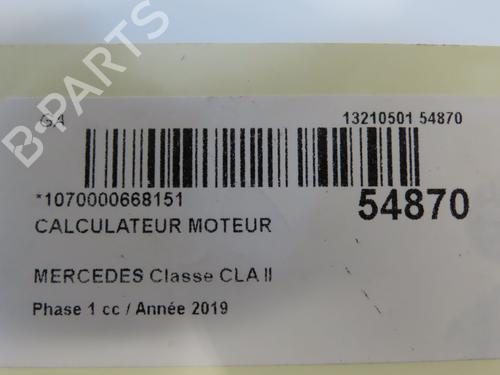 B-PARTS
GA
13210501 54870
*1070000668151
54870
CALCULATEUR MOTEUR
MERCEDES Classe CLA II
Phase 1 cc / Année 2019